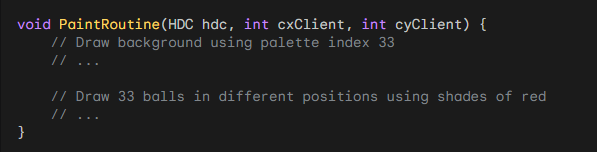 void PaintRoutine(HDC hdc, int cxClient, int cyClient) {
    // Draw background using palette index 33
    // ...

    // Draw 33 balls in different positions using shades of red
    // ...
}